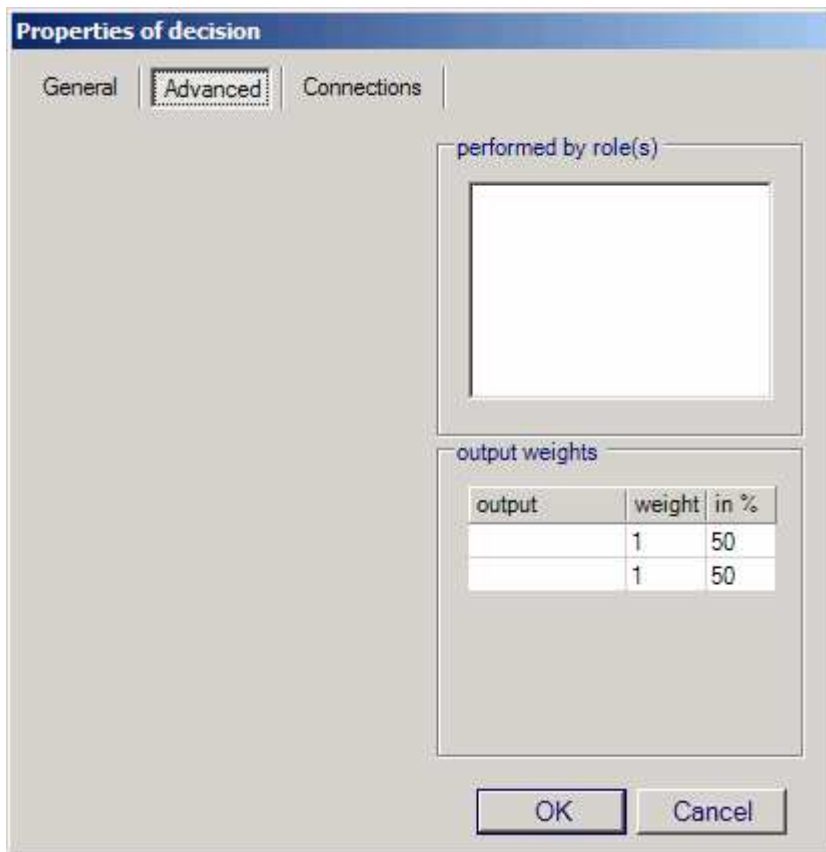 Properties of decision
General Advanced Connections
performed by role(s)
output weights
output weight in %
1 50
1 50
OK Cancel